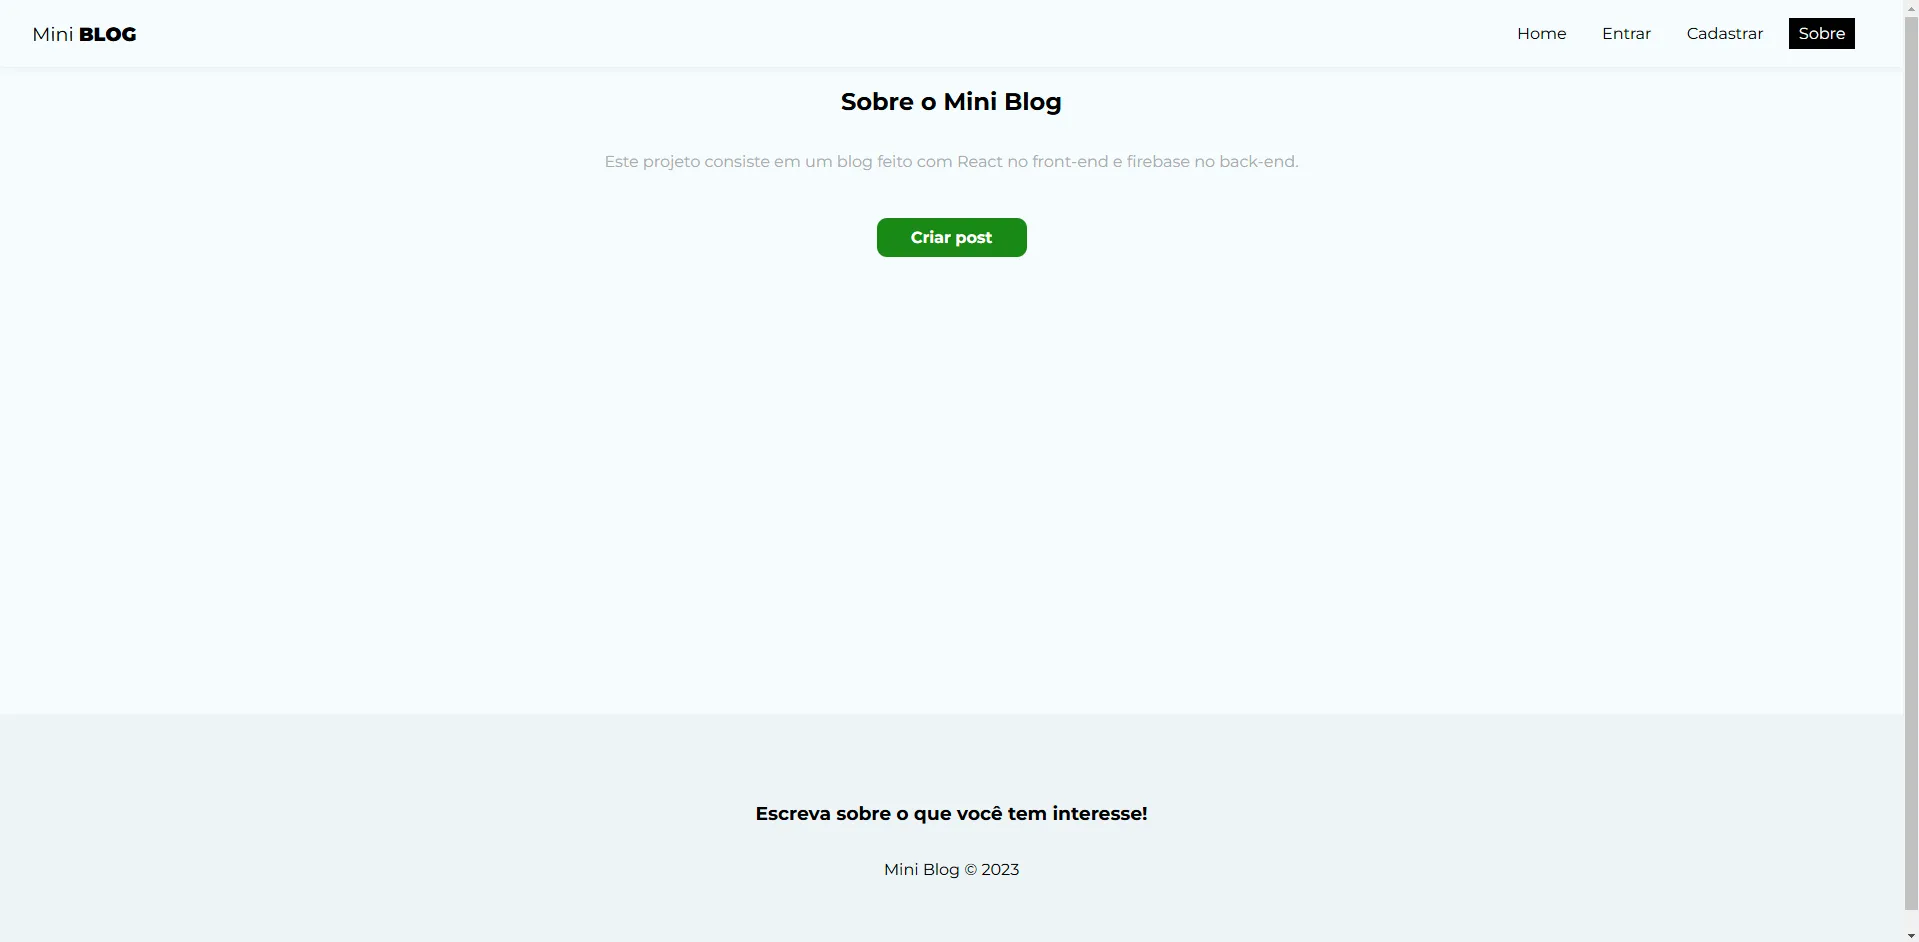 Mini BLOG
Home Entrar Cadastrar Sobre
Sobre o Mini Blog
Este projeto consiste em um blog feito com React no front-end e firebase no back-end.
Criar post
Escreva sobre o que você tem interesse!
Mini Blog © 2023